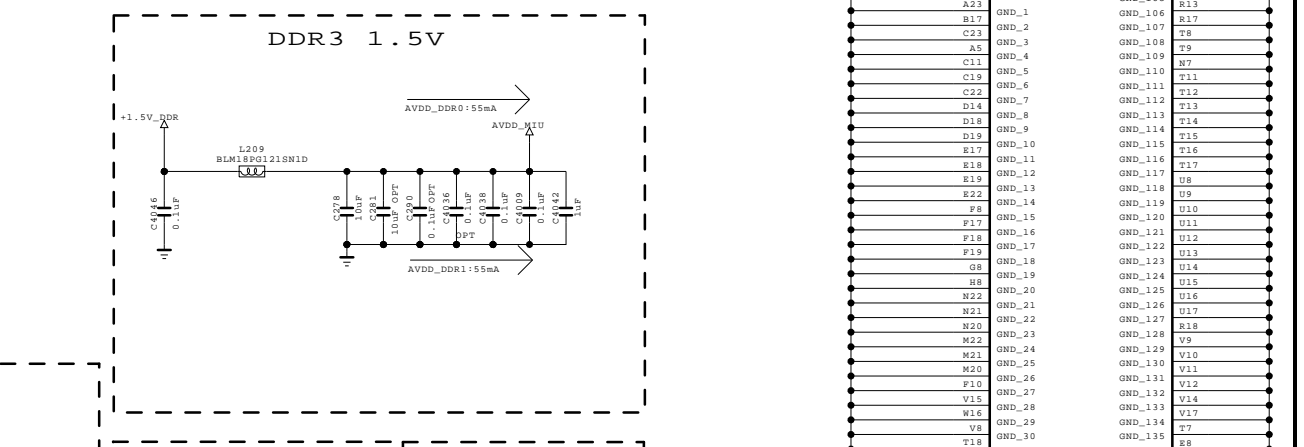 DDR3 1.5V
AVDD_DDR0:55mA
+1.5V_DDR
AVDD_MIU
L209
BLM18PG121SN1D
C4046
0.1uF
C278
10uF
C281
10uF OPT
C290
0.1uF OPT
C4036
0.1uF
OPT
C4038
0.1uF
C4009
0.1uF
C4042
1uF
AVDD_DDR1:55mA
A23 GND_1
B17 GND_2
C23 GND_3
A5 GND_4
C11 GND_5
C19 GND_6
C22 GND_7
D14 GND_8
D18 GND_9
D19 GND_10
E17 GND_11
E18 GND_12
E19 GND_13
E22 GND_14
F8 GND_15
F17 GND_16
F18 GND_17
F19 GND_18
G8 GND_19
H8 GND_20
N22 GND_21
N21 GND_22
N20 GND_23
M22 GND_24
M21 GND_25
M20 GND_26
F10 GND_27
V15 GND_28
W16 GND_29
V8 GND_30
T18
R13
GND_106 R17
GND_107 T8
GND_108 T9
GND_109 N7
GND_110 T11
GND_111 T12
GND_112 T13
GND_113 T14
GND_114 T15
GND_115 T16
GND_116 T17
GND_117 U8
GND_118 U9
GND_119 U10
GND_120 U11
GND_121 U12
GND_122 U13
GND_123 U14
GND_124 U15
GND_125 U16
GND_126 U17
GND_127 R18
GND_128 V9
GND_129 V10
GND_130 V11
GND_131 V12
GND_132 V14
GND_133 V17
GND_134 T7
GND_135 E8